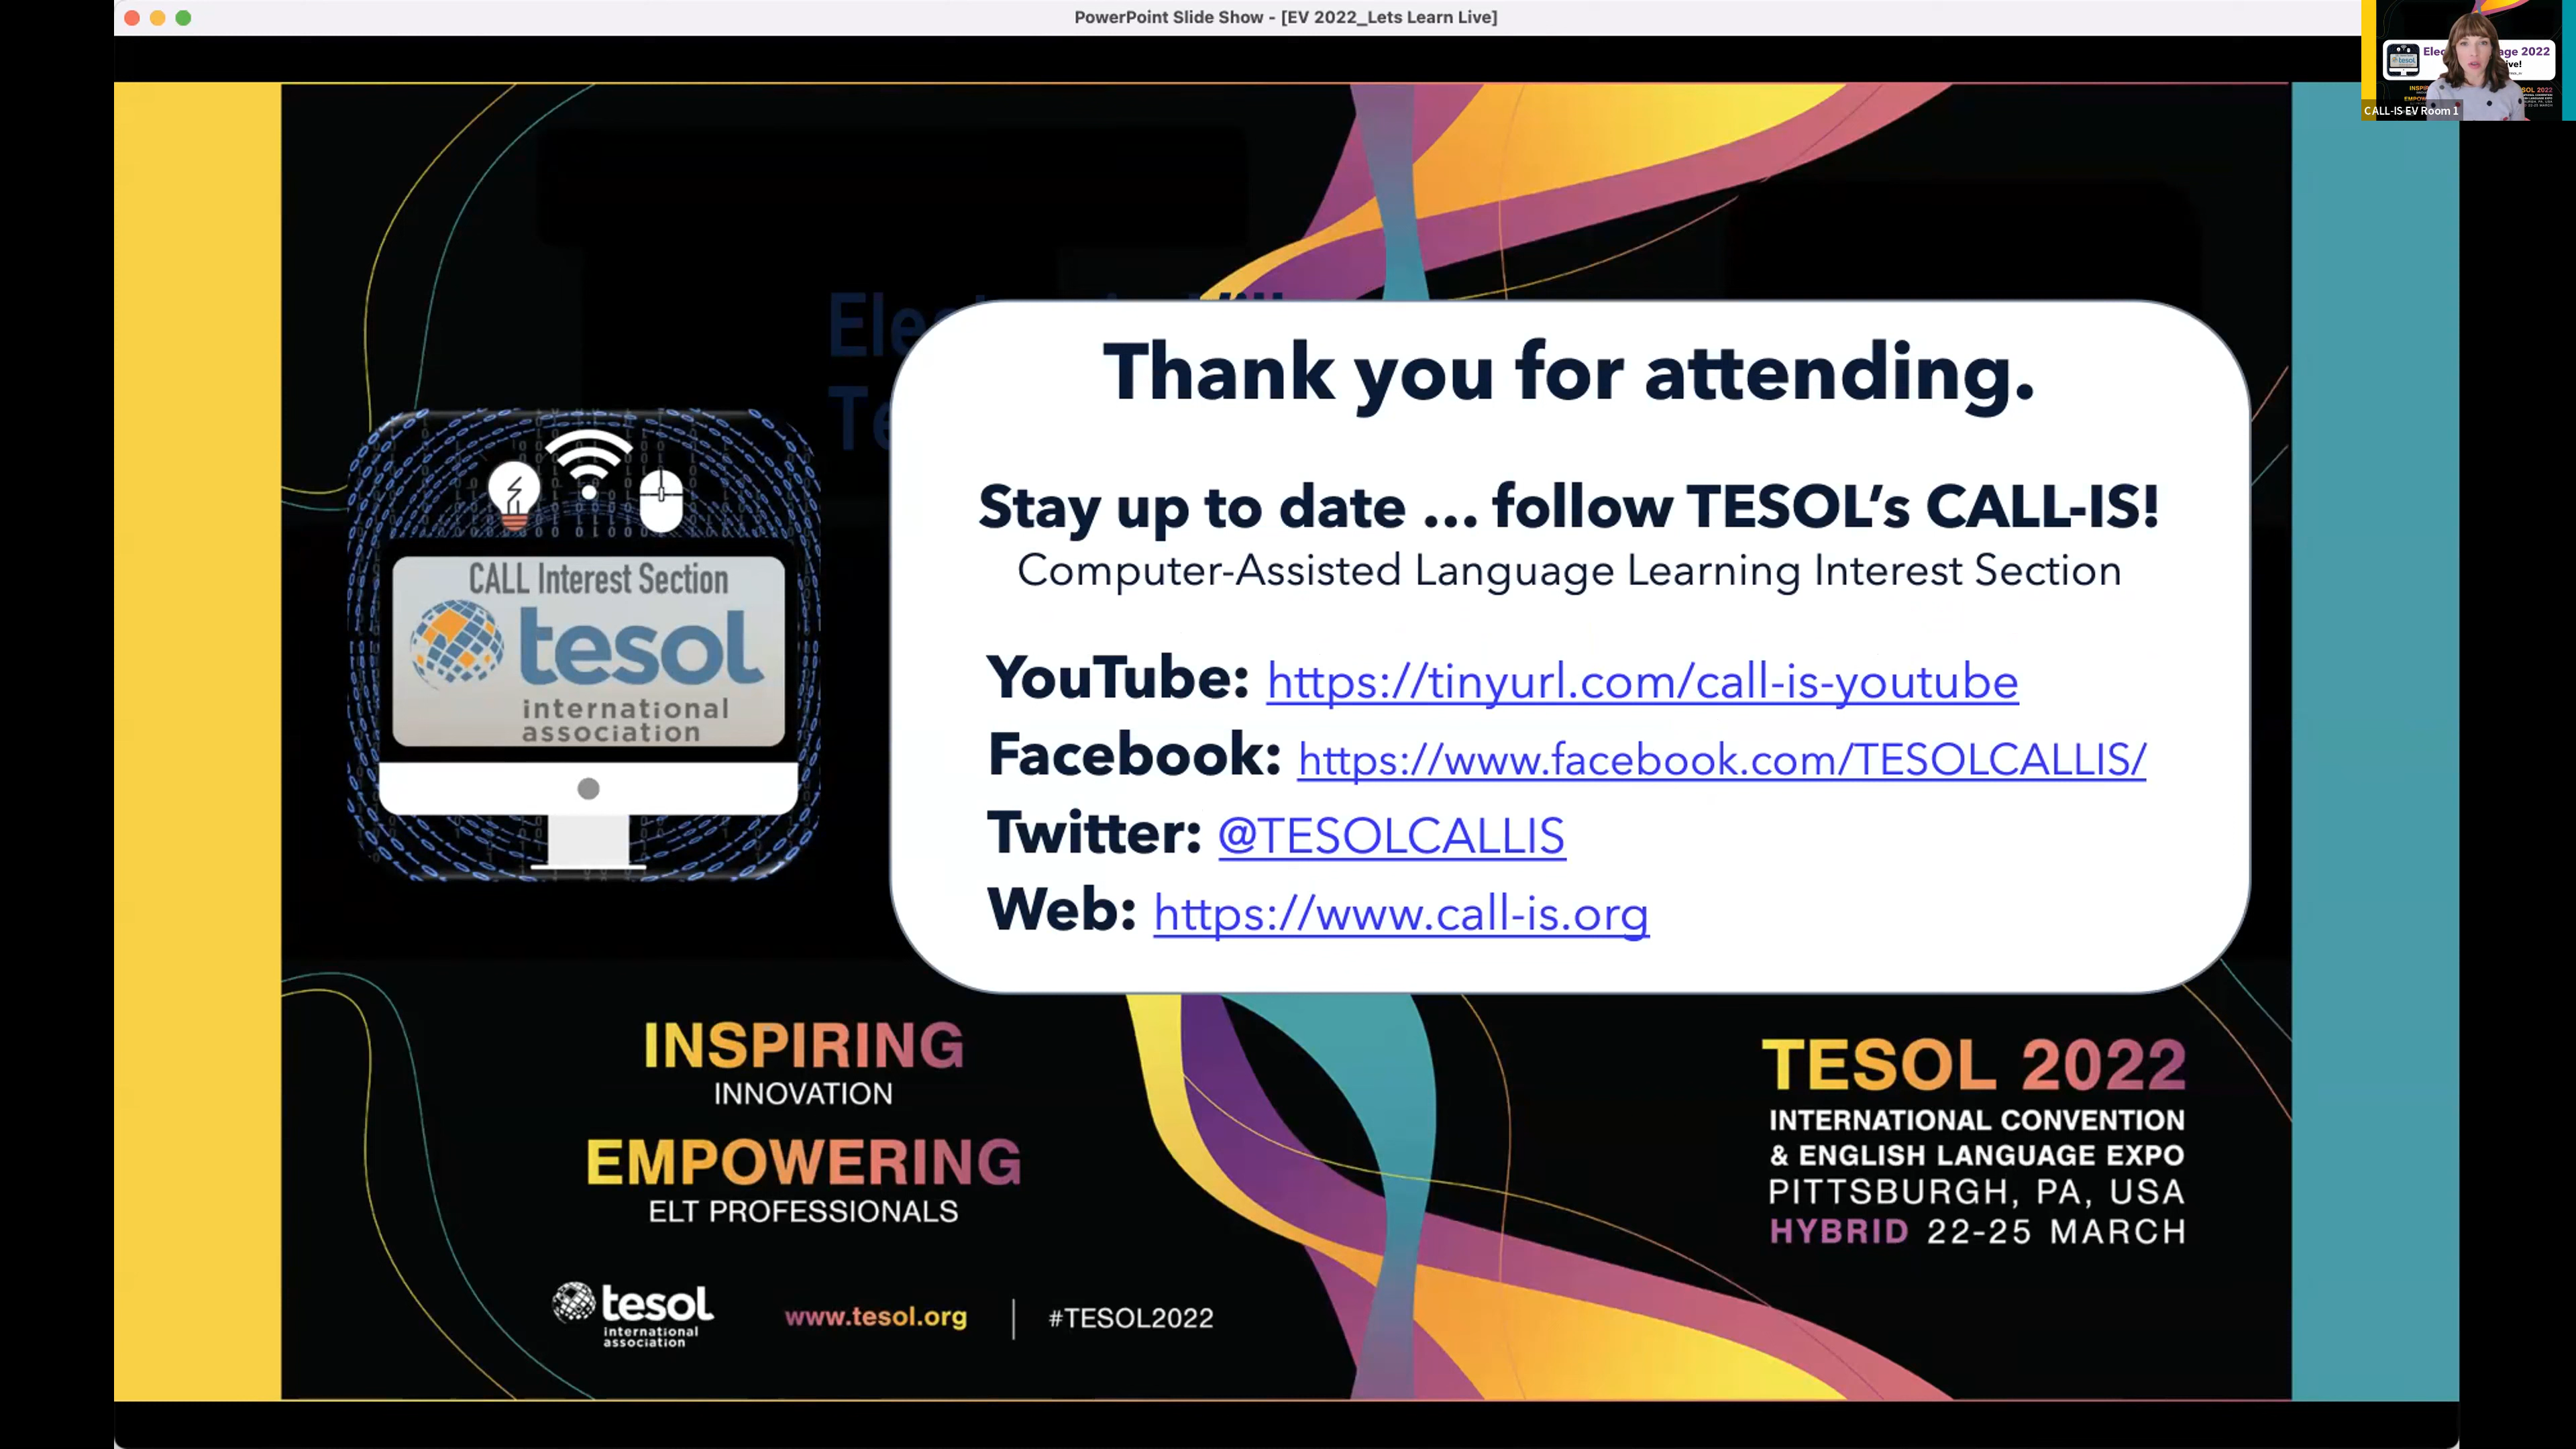 PowerPoint Slide Show - [EV 2022_Lets Learn Live]
CALL-IS EV Room 1
Thank you for attending.
Stay up to date ... follow TESOL's CALL-IS!
Computer-Assisted Language Learning Interest Section
YouTube: https://tinyurl.com/call-is-youtube
Facebook: https://www.facebook.com/TESOLCALLIS/
Twitter: @TESOLCALLIS
Web: https://www.call-is.org
CALL Interest Section
tesol
international
association
INSPIRING
INNOVATION
EMPOWERING
ELT PROFESSIONALS
tesol
international
association
www.tesol.org
#TESOL2022
TESOL 2022
INTERNATIONAL CONVENTION
& ENGLISH LANGUAGE EXPO
PITTSBURGH, PA, USA
HYBRID 22-25 MARCH